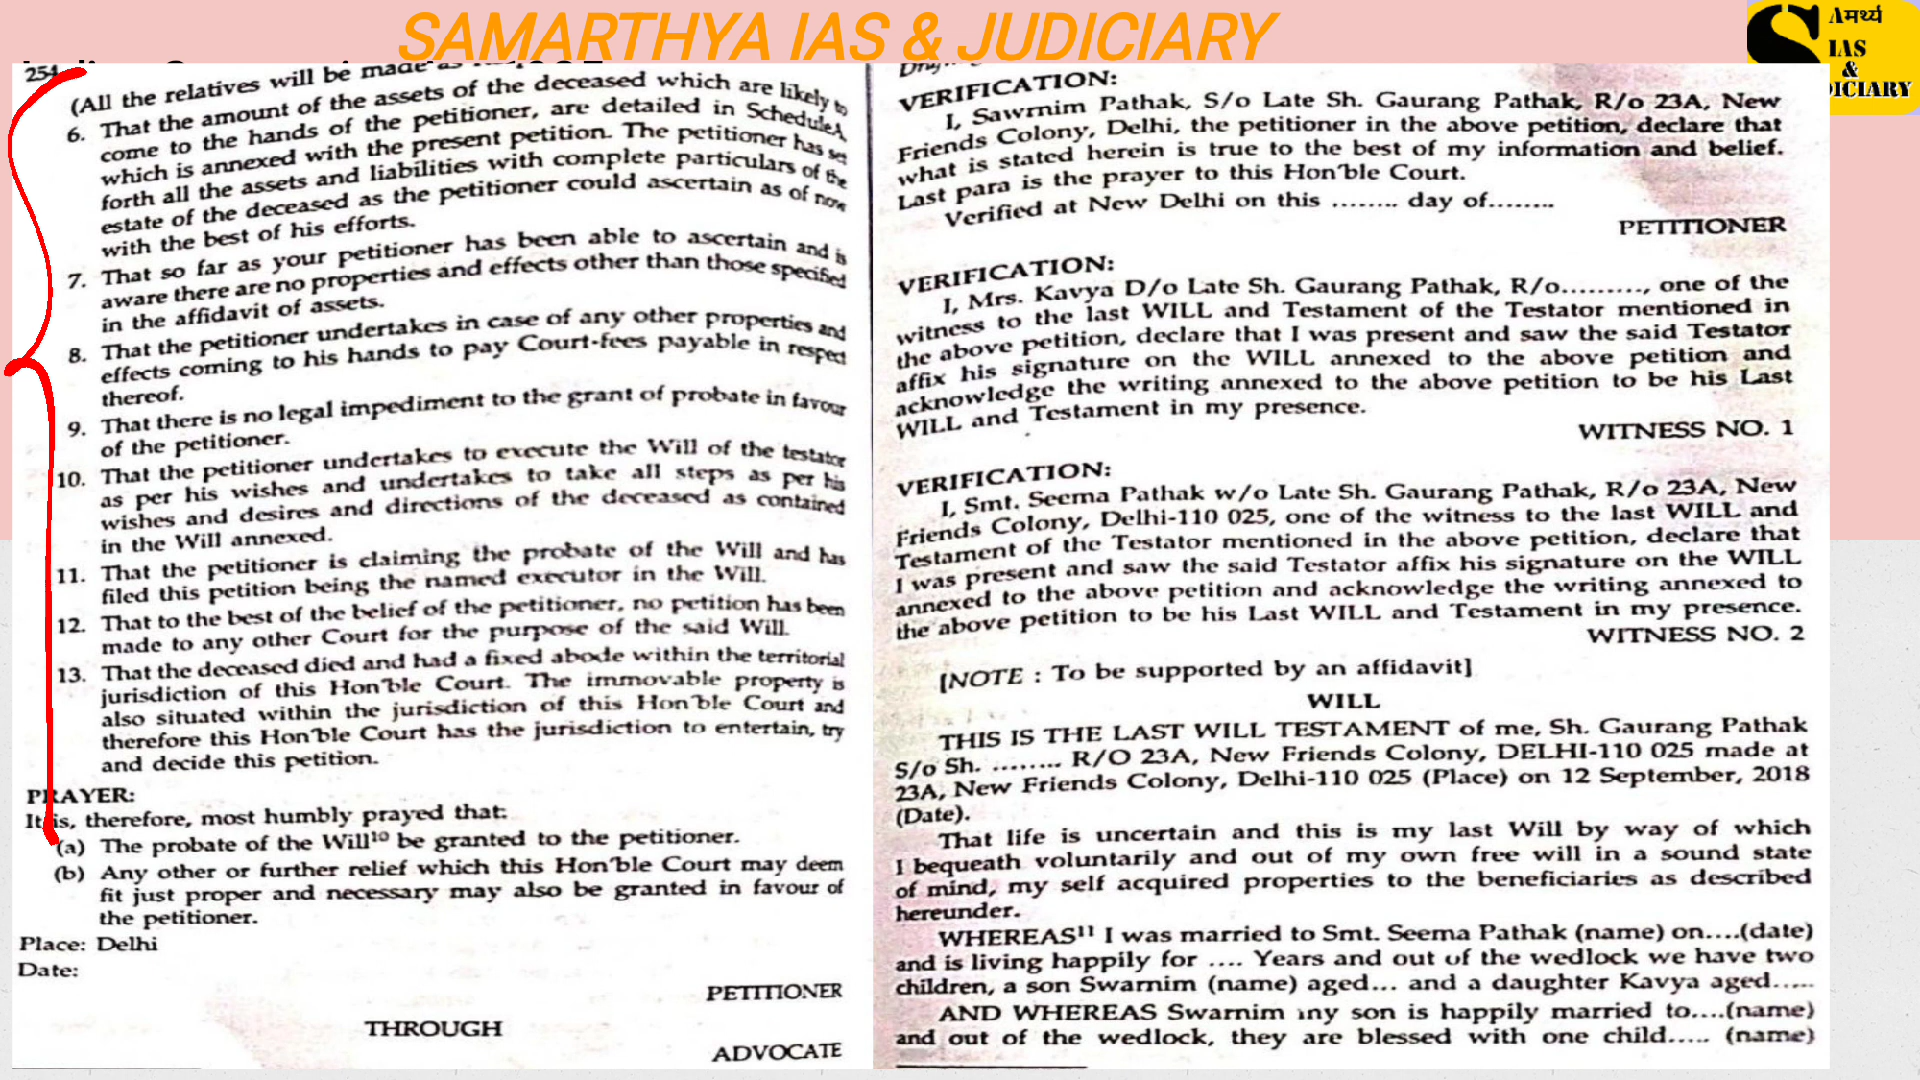 SAMARTHYA IAS & JUDICIARY
Aमर्थ्य
IAS
&
254
(All the relatives will be made as
6. That the amount of the assets of the deceased which are likely to
come to the hands of the petitioner, are detailed in Schedule A,
which is annexed with the present petition. The petitioner has set
forth all the assets and liabilities with complete particulars of the
estate of the deceased as the petitioner could ascertain as of now
with the best of his efforts.
7. That so far as your petitioner has been able to ascertain and is
aware there are no properties and effects other than those specified
in the affidavit of assets.
8. That the petitioner undertakes in case of any other properties and
effects coming to his hands to pay Court-fees payable in respect
thereof.
9. That there is no legal impediment to the grant of probate in favour
of the petitioner.
10. That the petitioner undertakes to execute the Will of the testator
as per his wishes and undertakes to take all steps as per his
wishes and desires and directions of the deceased as contained
in the Will annexed.
11. That the petitioner is claiming the probate of the Will and has
filed this petition being the named executor in the Will.
12. That to the best of the belief of the petitioner, no petition has been
made to any other Court for the purpose of the said Will.
13. That the deceased died and had a fixed abode within the territorial
jurisdiction of this Hon'ble Court. The immovable property is
also situated within the jurisdiction of this Hon'ble Court and
therefore this Hon'ble Court has the jurisdiction to entertain, try
and decide this petition.
PRAYER:
It is, therefore, most humbly prayed that:
(a) The probate of the Will¹⁰ be granted to the petitioner.
(b) Any other or further relief which this Hon'ble Court may deem
fit just proper and necessary may also be granted in favour of
the petitioner.
Place: Delhi
Date:
PETITIONER
THROUGH
ADVOCATE
VERIFICATION:
I, Sawrnim Pathak, S/o Late Sh. Gaurang Pathak, R/o 23A, New
Friends Colony, Delhi, the petitioner in the above petition, declare that
what is stated herein is true to the best of my information and belief.
Last para is the prayer to this Hon'ble Court.
Verified at New Delhi on this ........ day of........
PETITIONER
VERIFICATION:
I, Mrs. Kavya D/o Late Sh. Gaurang Pathak, R/o........., one of the
witness to the last WILL and Testament of the Testator mentioned in
the above petition, declare that I was present and saw the said Testator
affix his signature on the WILL annexed to the above petition and
acknowledge the writing annexed to the above petition to be his Last
WILL and Testament in my presence.
WITNESS NO. 1
VERIFICATION:
I, Smt. Seema Pathak w/o Late Sh. Gaurang Pathak, R/o 23A, New
Friends Colony, Delhi-110 025, one of the witness to the last WILL and
Testament of the Testator mentioned in the above petition, declare that
I was present and saw the said Testator affix his signature on the WILL
annexed to the above petition and acknowledge the writing annexed to
the above petition to be his Last WILL and Testament in my presence.
WITNESS NO. 2
[NOTE : To be supported by an affidavit]
WILL
THIS IS THE LAST WILL TESTAMENT of me, Sh. Gaurang Pathak
S/o Sh. ........ R/O 23A, New Friends Colony, DELHI-110 025 made at
23A, New Friends Colony, Delhi-110 025 (Place) on 12 September, 2018
(Date).
That life is uncertain and this is my last Will by way of which
I bequeath voluntarily and out of my own free will in a sound state
of mind, my self acquired properties to the beneficiaries as described
hereunder.
WHEREAS¹¹ I was married to Smt. Seema Pathak (name) on....(date)
and is living happily for .... Years and out of the wedlock we have two
children, a son Swarnim (name) aged... and a daughter Kavya aged.....
AND WHEREAS Swarnim my son is happily married to....(name)
and out of the wedlock, they are blessed with one child..... (name)